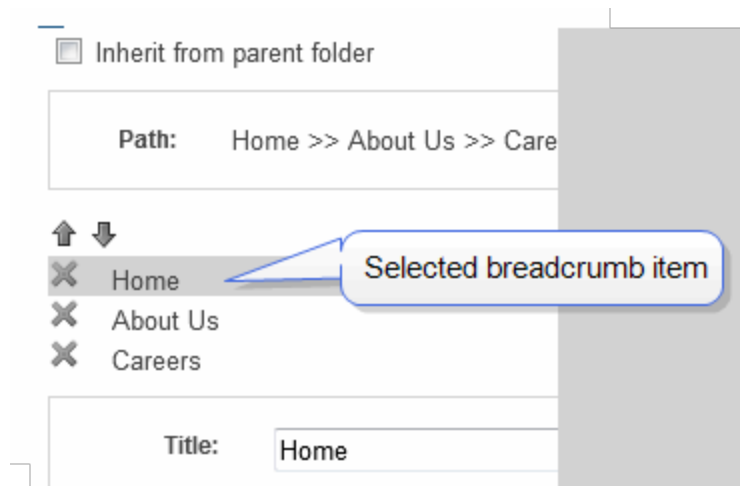 Inherit from parent folder
Path: Home >> About Us >> Care
Home
Selected breadcrumb item
About Us
Careers
Title: Home